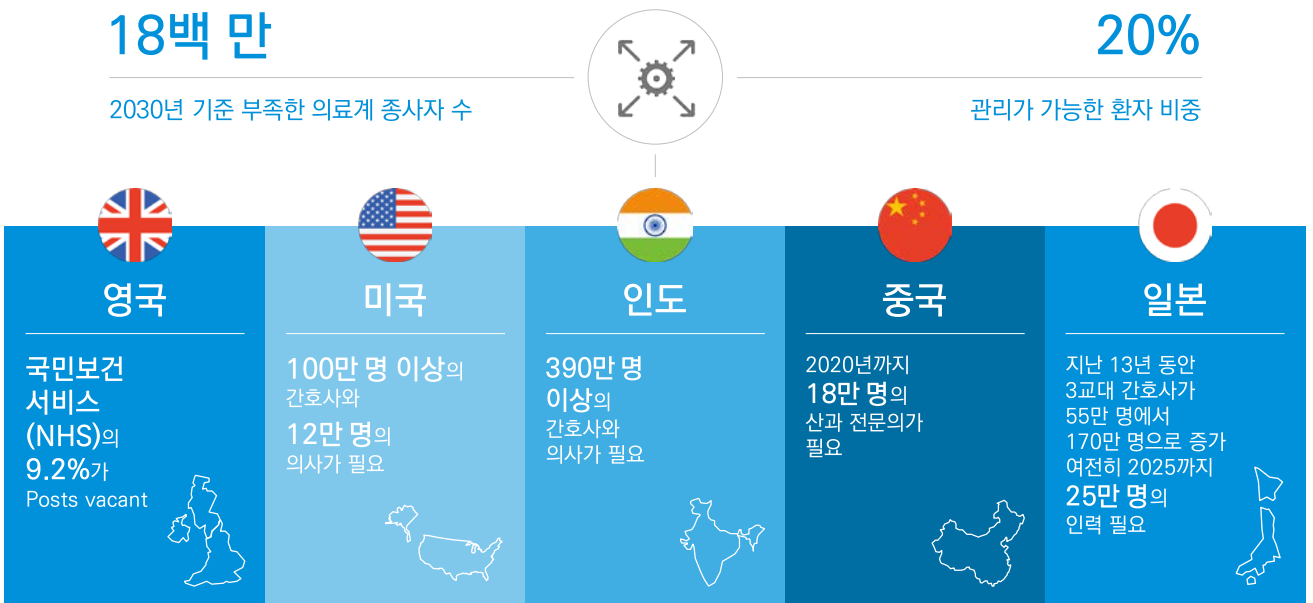 18백 만
2030년 기준 부족한 의료계 종사자 수
20%
관리가 가능한 환자 비중
영국
국민보건
서비스
(NHS)의
9.2%가
Posts vacant
미국
100만 명 이상의
간호사와
12만 명의
의사가 필요
인도
390만 명
이상의
간호사와
의사가 필요
중국
2020년까지
18만 명의
산과 전문의가
필요
일본
지난 13년 동안
3교대 간호사가
55만 명에서
170만 명으로 증가
여전히 2025까지
25만 명의
인력 필요